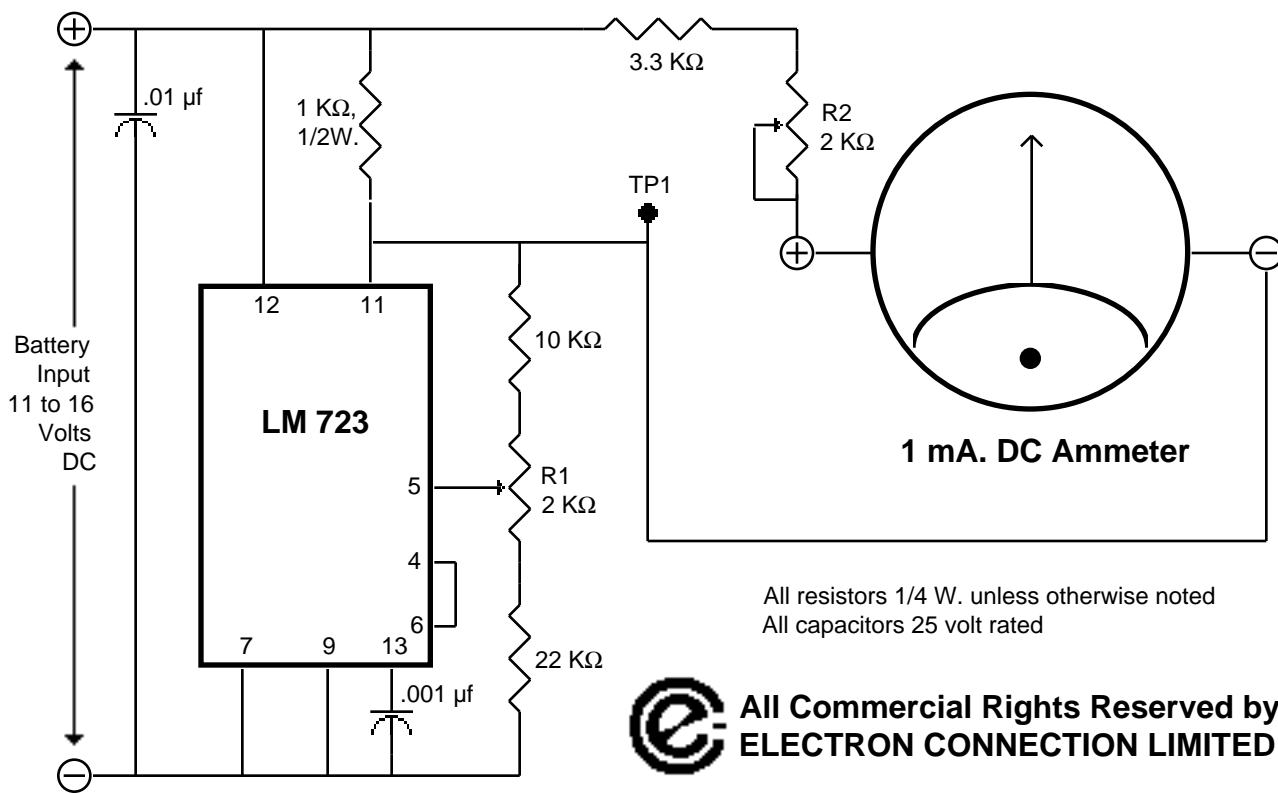 .01 µf
1 KΩ,
1/2W.
3.3 KΩ
R2
2 KΩ
TP1
12
11
10 KΩ
Battery
Input
11 to 16
Volts
DC
LM 723
1 mA. DC Ammeter
5
R1
2 KΩ
4
6
7
9
13
22 KΩ
.001 µf
All resistors 1/4 W. unless otherwise noted
All capacitors 25 volt rated
e
All Commercial Rights Reserved by
ELECTRON CONNECTION LIMITED